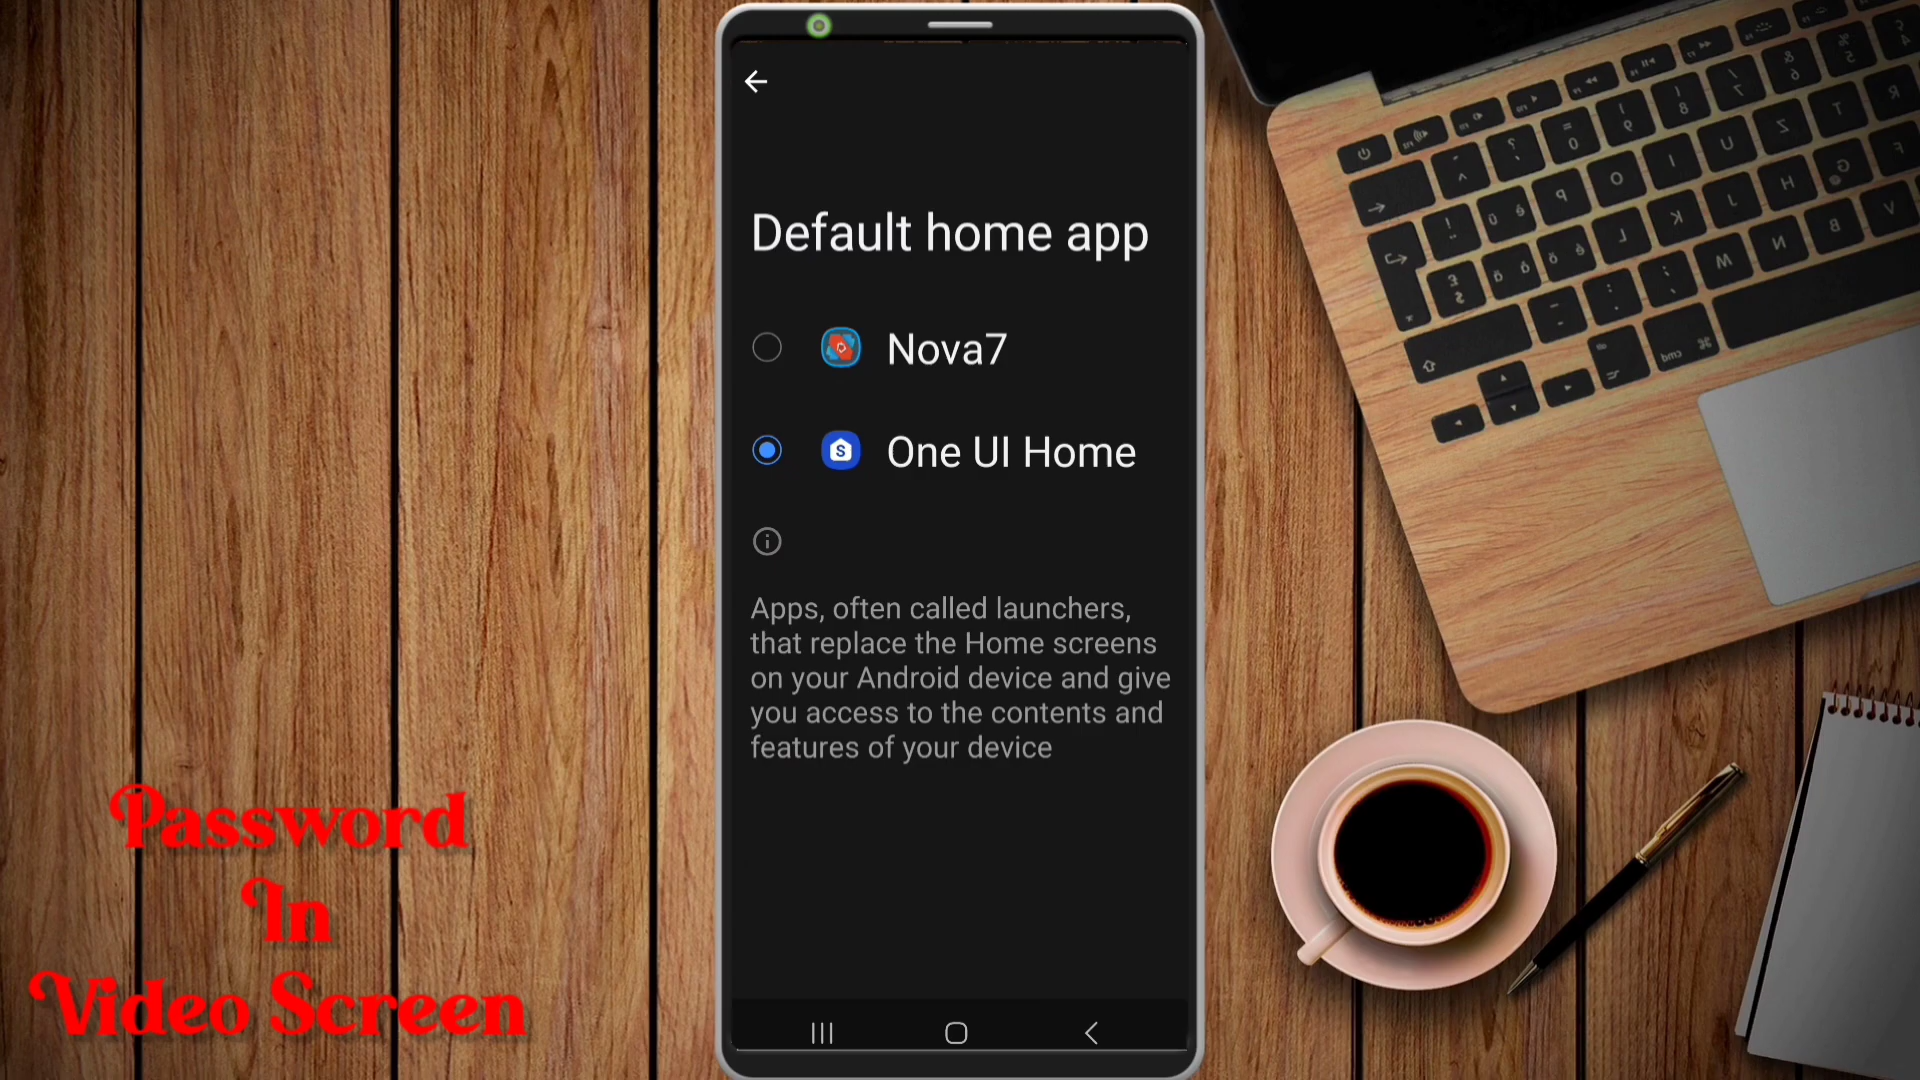 Default home app
Nova7
One UI Home
Apps, often called launchers,
that replace the Home screens
on your Android device and give
you access to the contents and
features of your device
Password
In
Video Screen